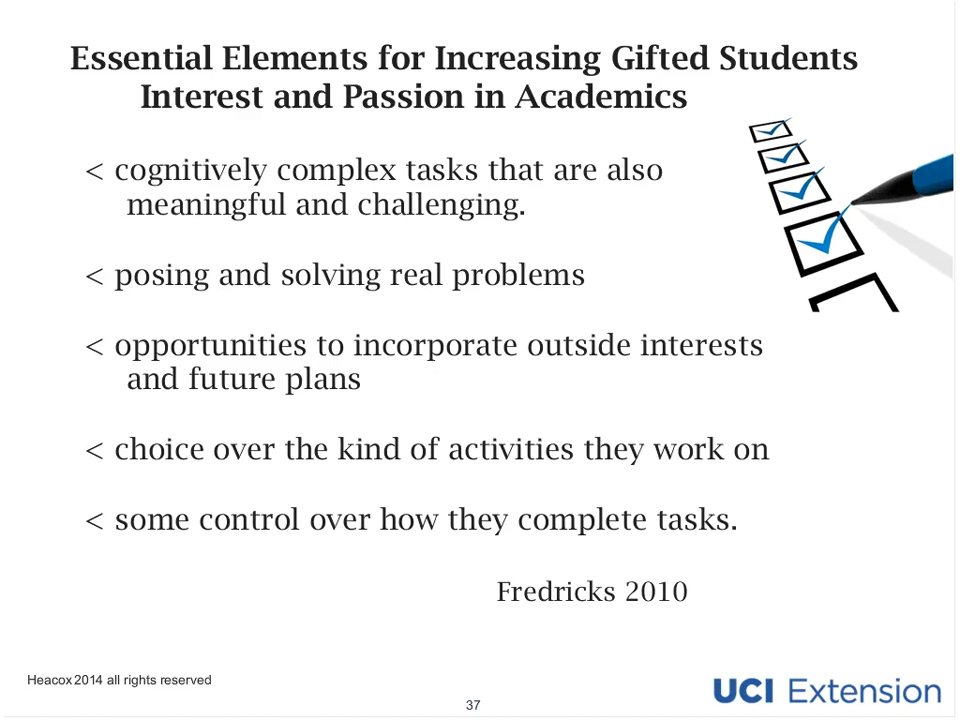 Essential Elements for Increasing Gifted Students
Interest and Passion in Academics
< cognitively complex tasks that are also
meaningful and challenging.
< posing and solving real problems
< opportunities to incorporate outside interests
and future plans
< choice over the kind of activities they work on
< some control over how they complete tasks.
Fredricks 2010
Heacox 2014 all rights reserved
37
UCI Extension